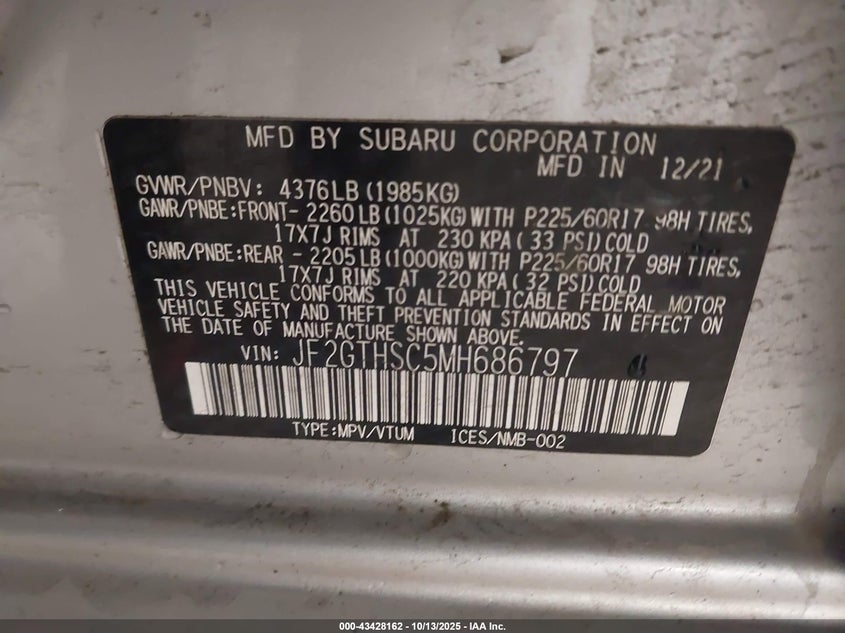 MFD BY SUBARU CORPORATION
MFD IN 12/21
GVWR/PNBV: 4376LB (1985KG)
GAWR/PNBE:FRONT- 2260LB (1025KG) WITH P225/60R17 98H TIRES,
17X7J RIMS AT 230 KPA( 33 PSI) COLD
GAWR/PNBE:REAR - 2205LB (1000KG) WITH P225/60R17 98H TIRES,
17X7J RIMS AT 220 KPA( 32 PSI) COLD
THIS VEHICLE CONFORMS TO ALL APPLICABLE FEDERAL MOTOR
VEHICLE SAFETY AND THEFT PREVENTION STANDARDS IN EFFECT ON
THE DATE OF MANUFACTURE SHOWN ABOVE.
VIN: JF2GTHSC5MH686797
TYPE:MPV/VTUM ICES/NMB-002
000-43428162 - 10/13/2025 - IAA Inc.